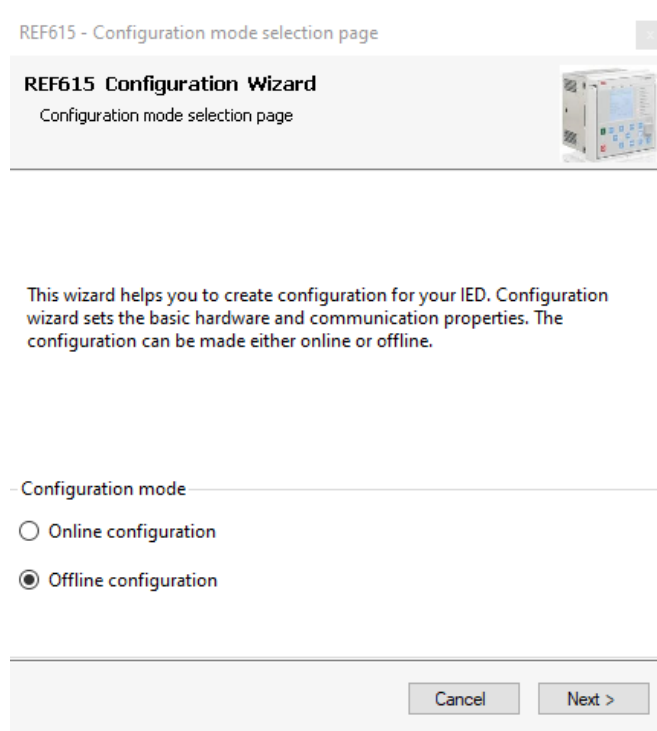 REF615 - Configuration mode selection page
REF615 Configuration Wizard
Configuration mode selection page
This wizard helps you to create configuration for your IED. Configuration
wizard sets the basic hardware and communication properties. The
configuration can be made either online or offline.
Configuration mode
Online configuration
Offline configuration
Cancel
Next >